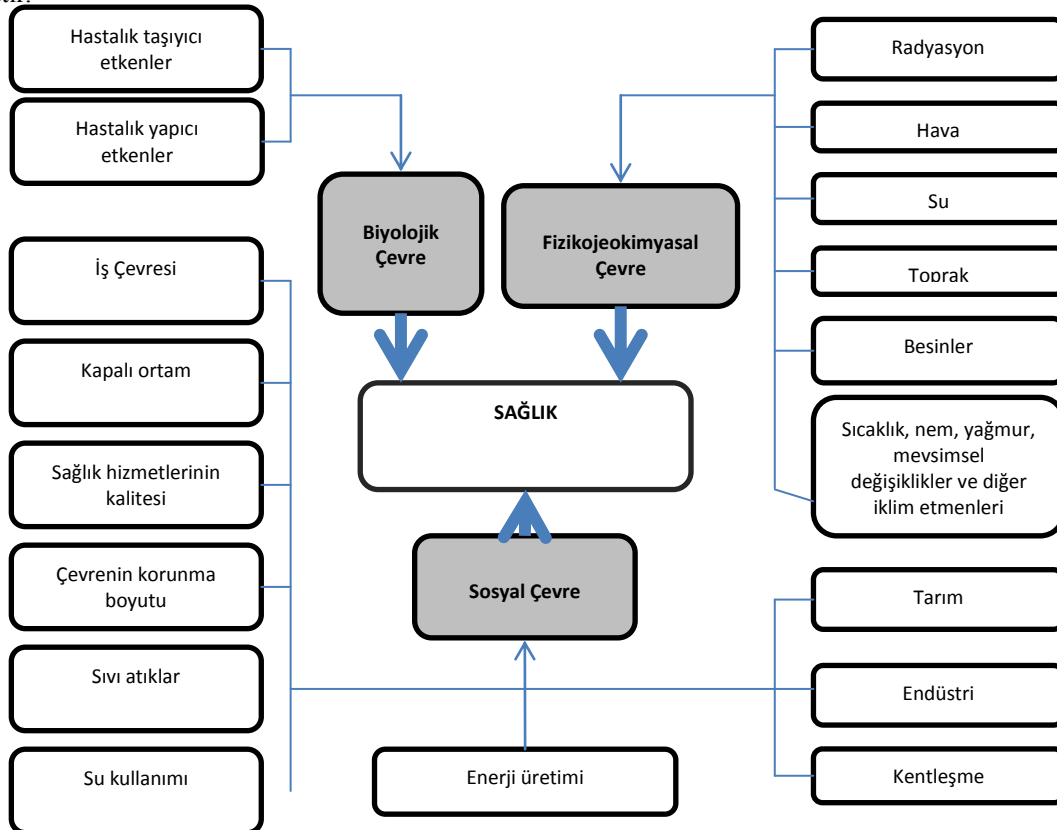 Hastalık taşıyıcı
etkenler
Hastalık yapıcı
etkenler
Radyasyon
Hava
Su
Toprak
Besinler
Sıcaklık, nem, yağmur,
mevsimsel
değişiklikler ve diğer
iklim etmenleri
Biyolojik
Çevre
Fizikojeokimyasal
Çevre
SAĞLIK
Sosyal Çevre
İş Çevresi
Kapalı ortam
Sağlık hizmetlerinin
kalitesi
Çevrenin korunma
boyutu
Sıvı atıklar
Su kullanımı
Enerji üretimi
Tarım
Endüstri
Kentleşme